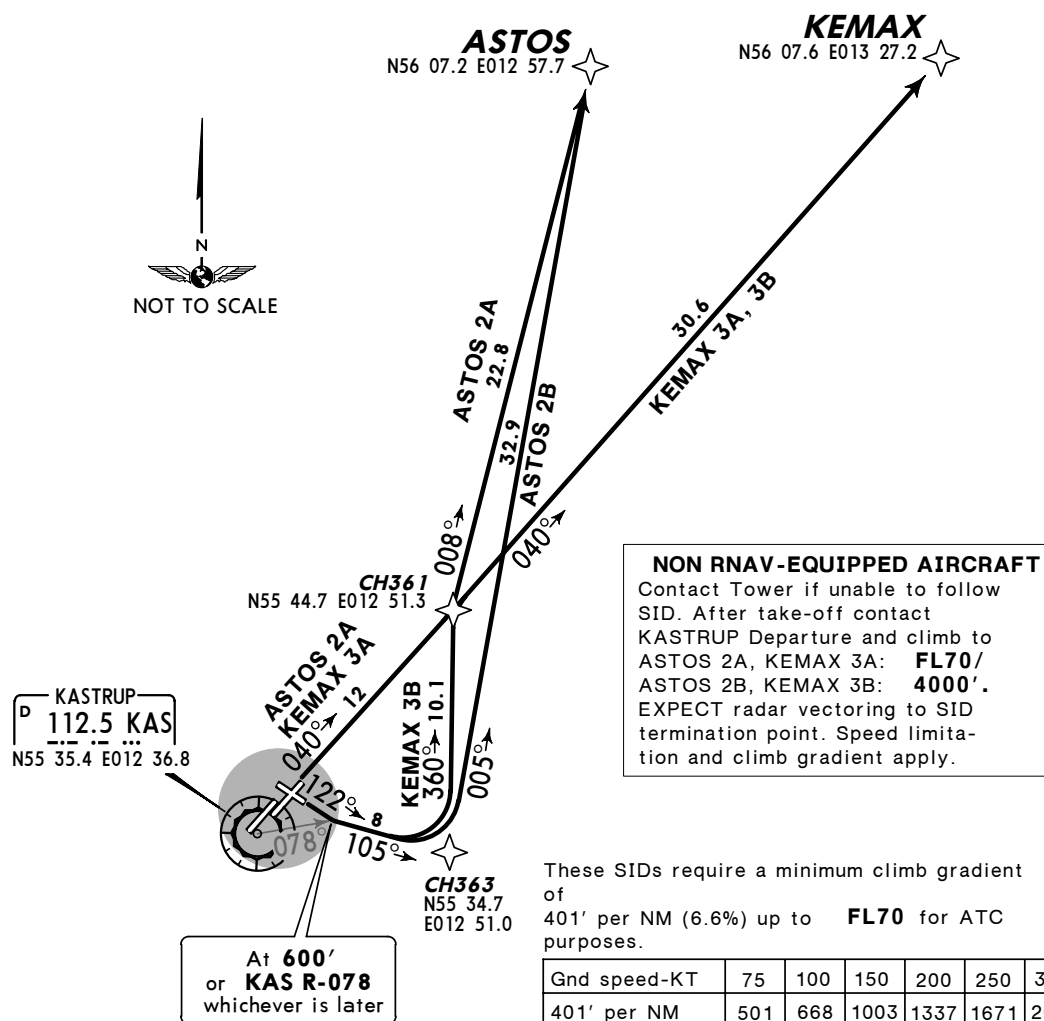 ASTOS
N56 07.2 E012 57.7
KEMAX
N56 07.6 E013 27.2
N
NOT TO SCALE
ASTOS 2A
22.8
32.9
ASTOS 2B
30.6
KEMAX 3A, 3B
008°
040°
CH361
N55 44.7 E012 51.3
NON RNAV-EQUIPPED AIRCRAFT
Contact Tower if unable to follow
SID. After take-off contact
KASTRUP Departure and climb to
ASTOS 2A, KEMAX 3A: FL70/
ASTOS 2B, KEMAX 3B: 4000'.
EXPECT radar vectoring to SID
termination point. Speed limita-
tion and climb gradient apply.
ASTOS 2A
KEMAX 3A
040° 12
KASTRUP
D 112.5 KAS
N55 35.4 E012 36.8
KEMAX 3B
360° 10.1
005°
122°
8
105°
078°
CH363
N55 34.7
E012 51.0
At 600'
or KAS R-078
whichever is later
These SIDs require a minimum climb gradient
of
401' per NM (6.6%) up to FL70 for ATC
purposes.
Gnd speed-KT 75 100 150 200 250
401' per NM 501 668 1003 1337 1671